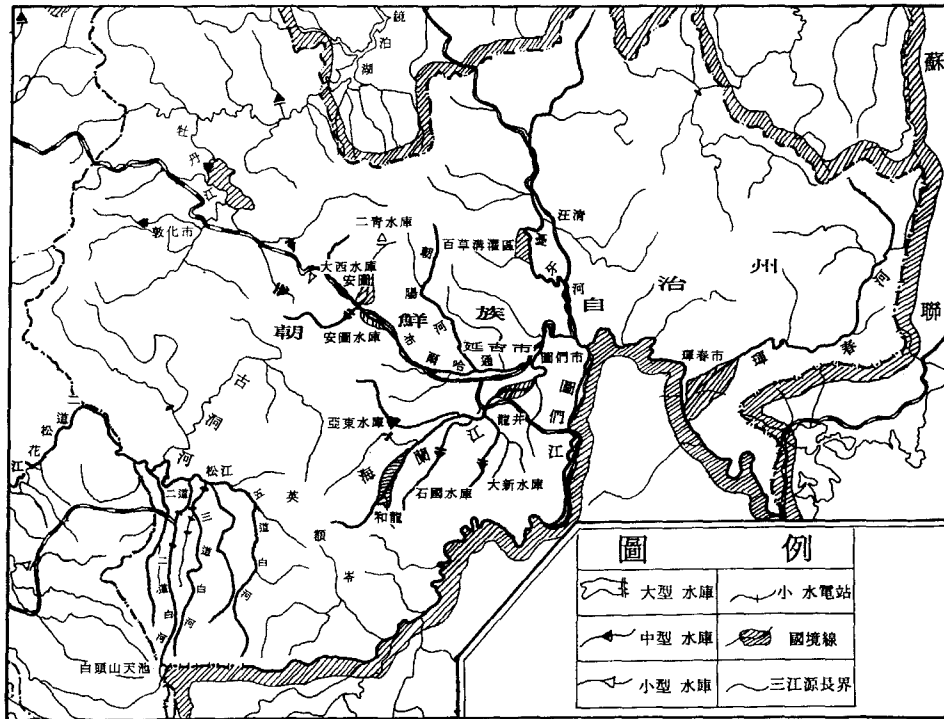 鏡泊湖
蘇聯
牡丹江
敦化市
二青水庫
大西水庫
安圖
安圖水庫
朝陽河
百草溝灌區
汪清
河
朝鮮族自治州
布爾哈通
延吉市
圖們市
圖們江
琿春市
琿春河
古洞河
亞東水庫
龍井
海蘭江
石國水庫
大新水庫
和龍
英額岺
二道松花江
松江
二道
二道白河
三道白河
五道白河
白頭山天池
圖例
大型 水庫
小 水電站
中型 水庫
國境線
小型 水庫
三江源長界